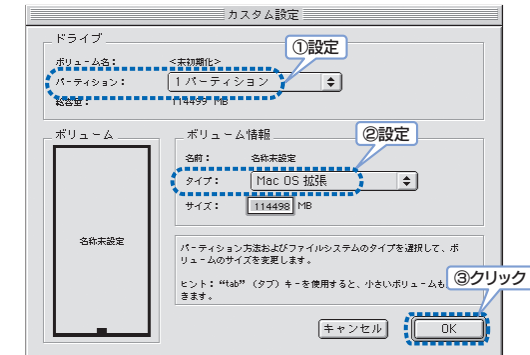 カスタム設定
ドライブ
①設定
ボリューム名： <未初期化>
パーティション： 1 パーティション
総容量： 114499 MB
ボリューム
ボリューム情報
②設定
名前： 名称未設定
タイプ： Mac OS 拡張
サイズ： 114498 MB
名称未設定
パーティション方法およびファイルシステムのタイプを選択して、ボ
リュームのサイズを変更します。
ヒント：“tab”（タブ）キーを使用すると、小さいボリュームも
きます。
③クリック
キャンセル
OK